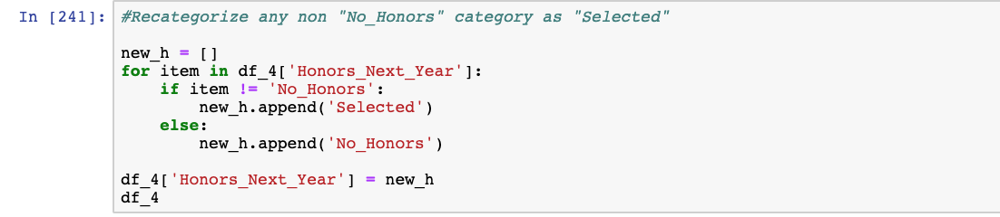 In [241]: #Recategorize any non "No_Honors" category as "Selected"
new_h = []
for item in df_4['Honors_Next_Year']:
    if item != 'No_Honors':
        new_h.append('Selected')
    else:
        new_h.append('No_Honors')
df_4['Honors_Next_Year'] = new_h
df_4